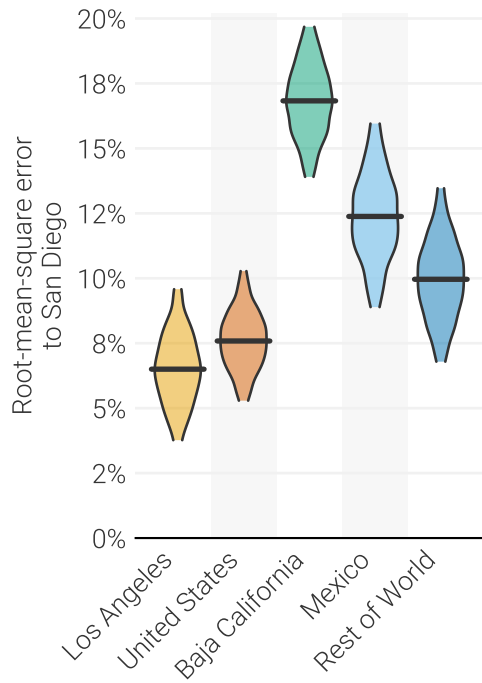 Root-mean-square error
to San Diego
20%
18%
15%
12%
10%
8%
5%
2%
0%
Los Angeles
United States
Baja California
Mexico
Rest of World